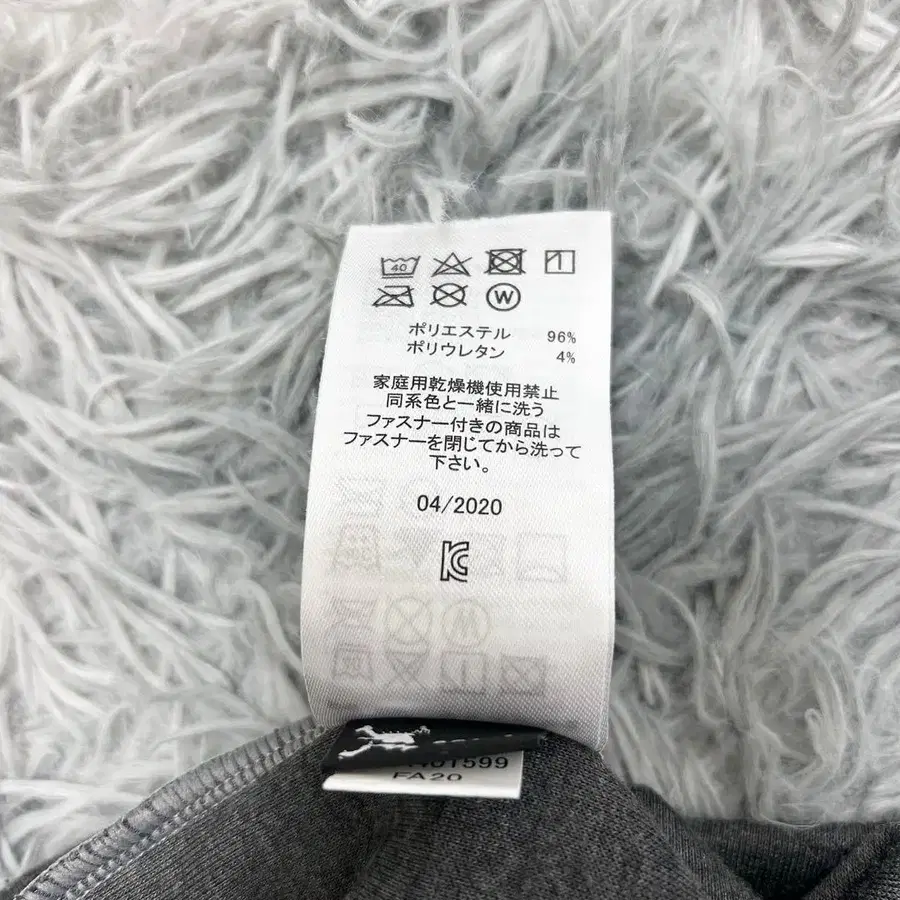 40
W
ポリエステル 96%
ポリウレタン 4%
家庭用乾燥機使用禁止
同系色と一緒に洗う
ファスナー付きの商品は
ファスナーを閉じてから洗って
下さい。
04/2020
401599
FA20